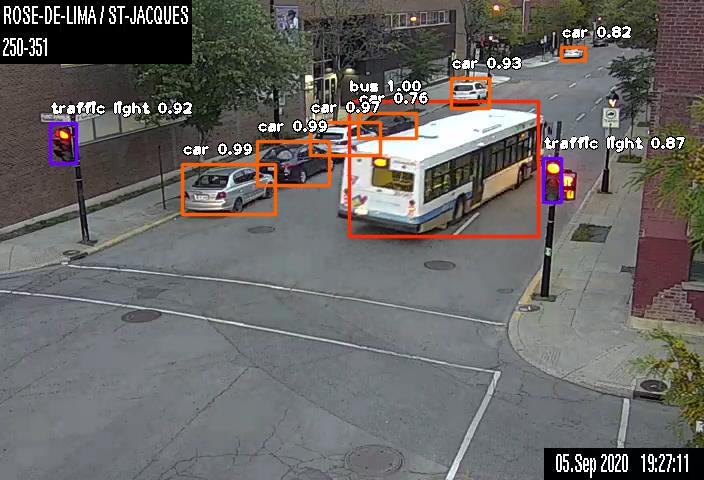 ROSE-DE-LIMA / ST-JACQUES
250-351
car 0.82
car 0.93
bus 1.00
car 0.76
car 0.97
traffic light 0.92
car 0.99
traffic light 0.87
car 0.99
05.Sep 2020 19:27:11